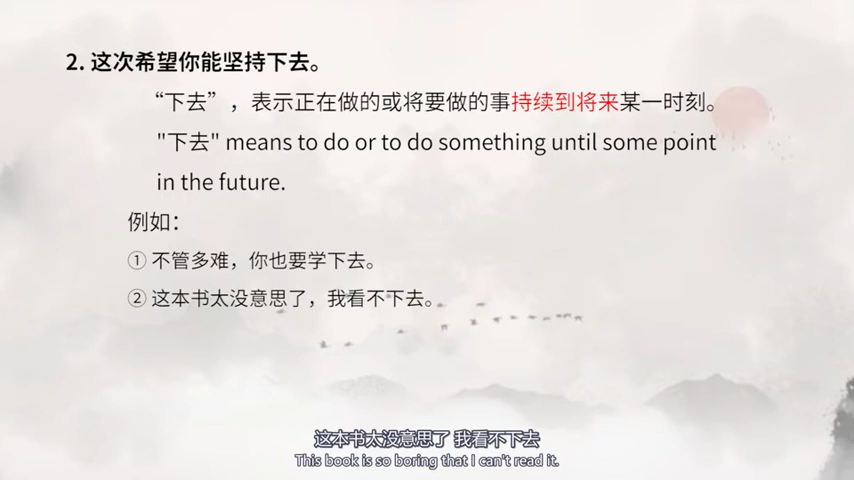 2. 这次希望你能坚持下去。
“下去”，表示正在做的或将要做的事持续到将来某一时刻。
"下去" means to do or to do something until some point
in the future.
例如：
① 不管多难，你也要学下去。
② 这本书太没意思了，我看不下去。
这本书太没意思了 我看不下去
This book is so boring that I can't read it.